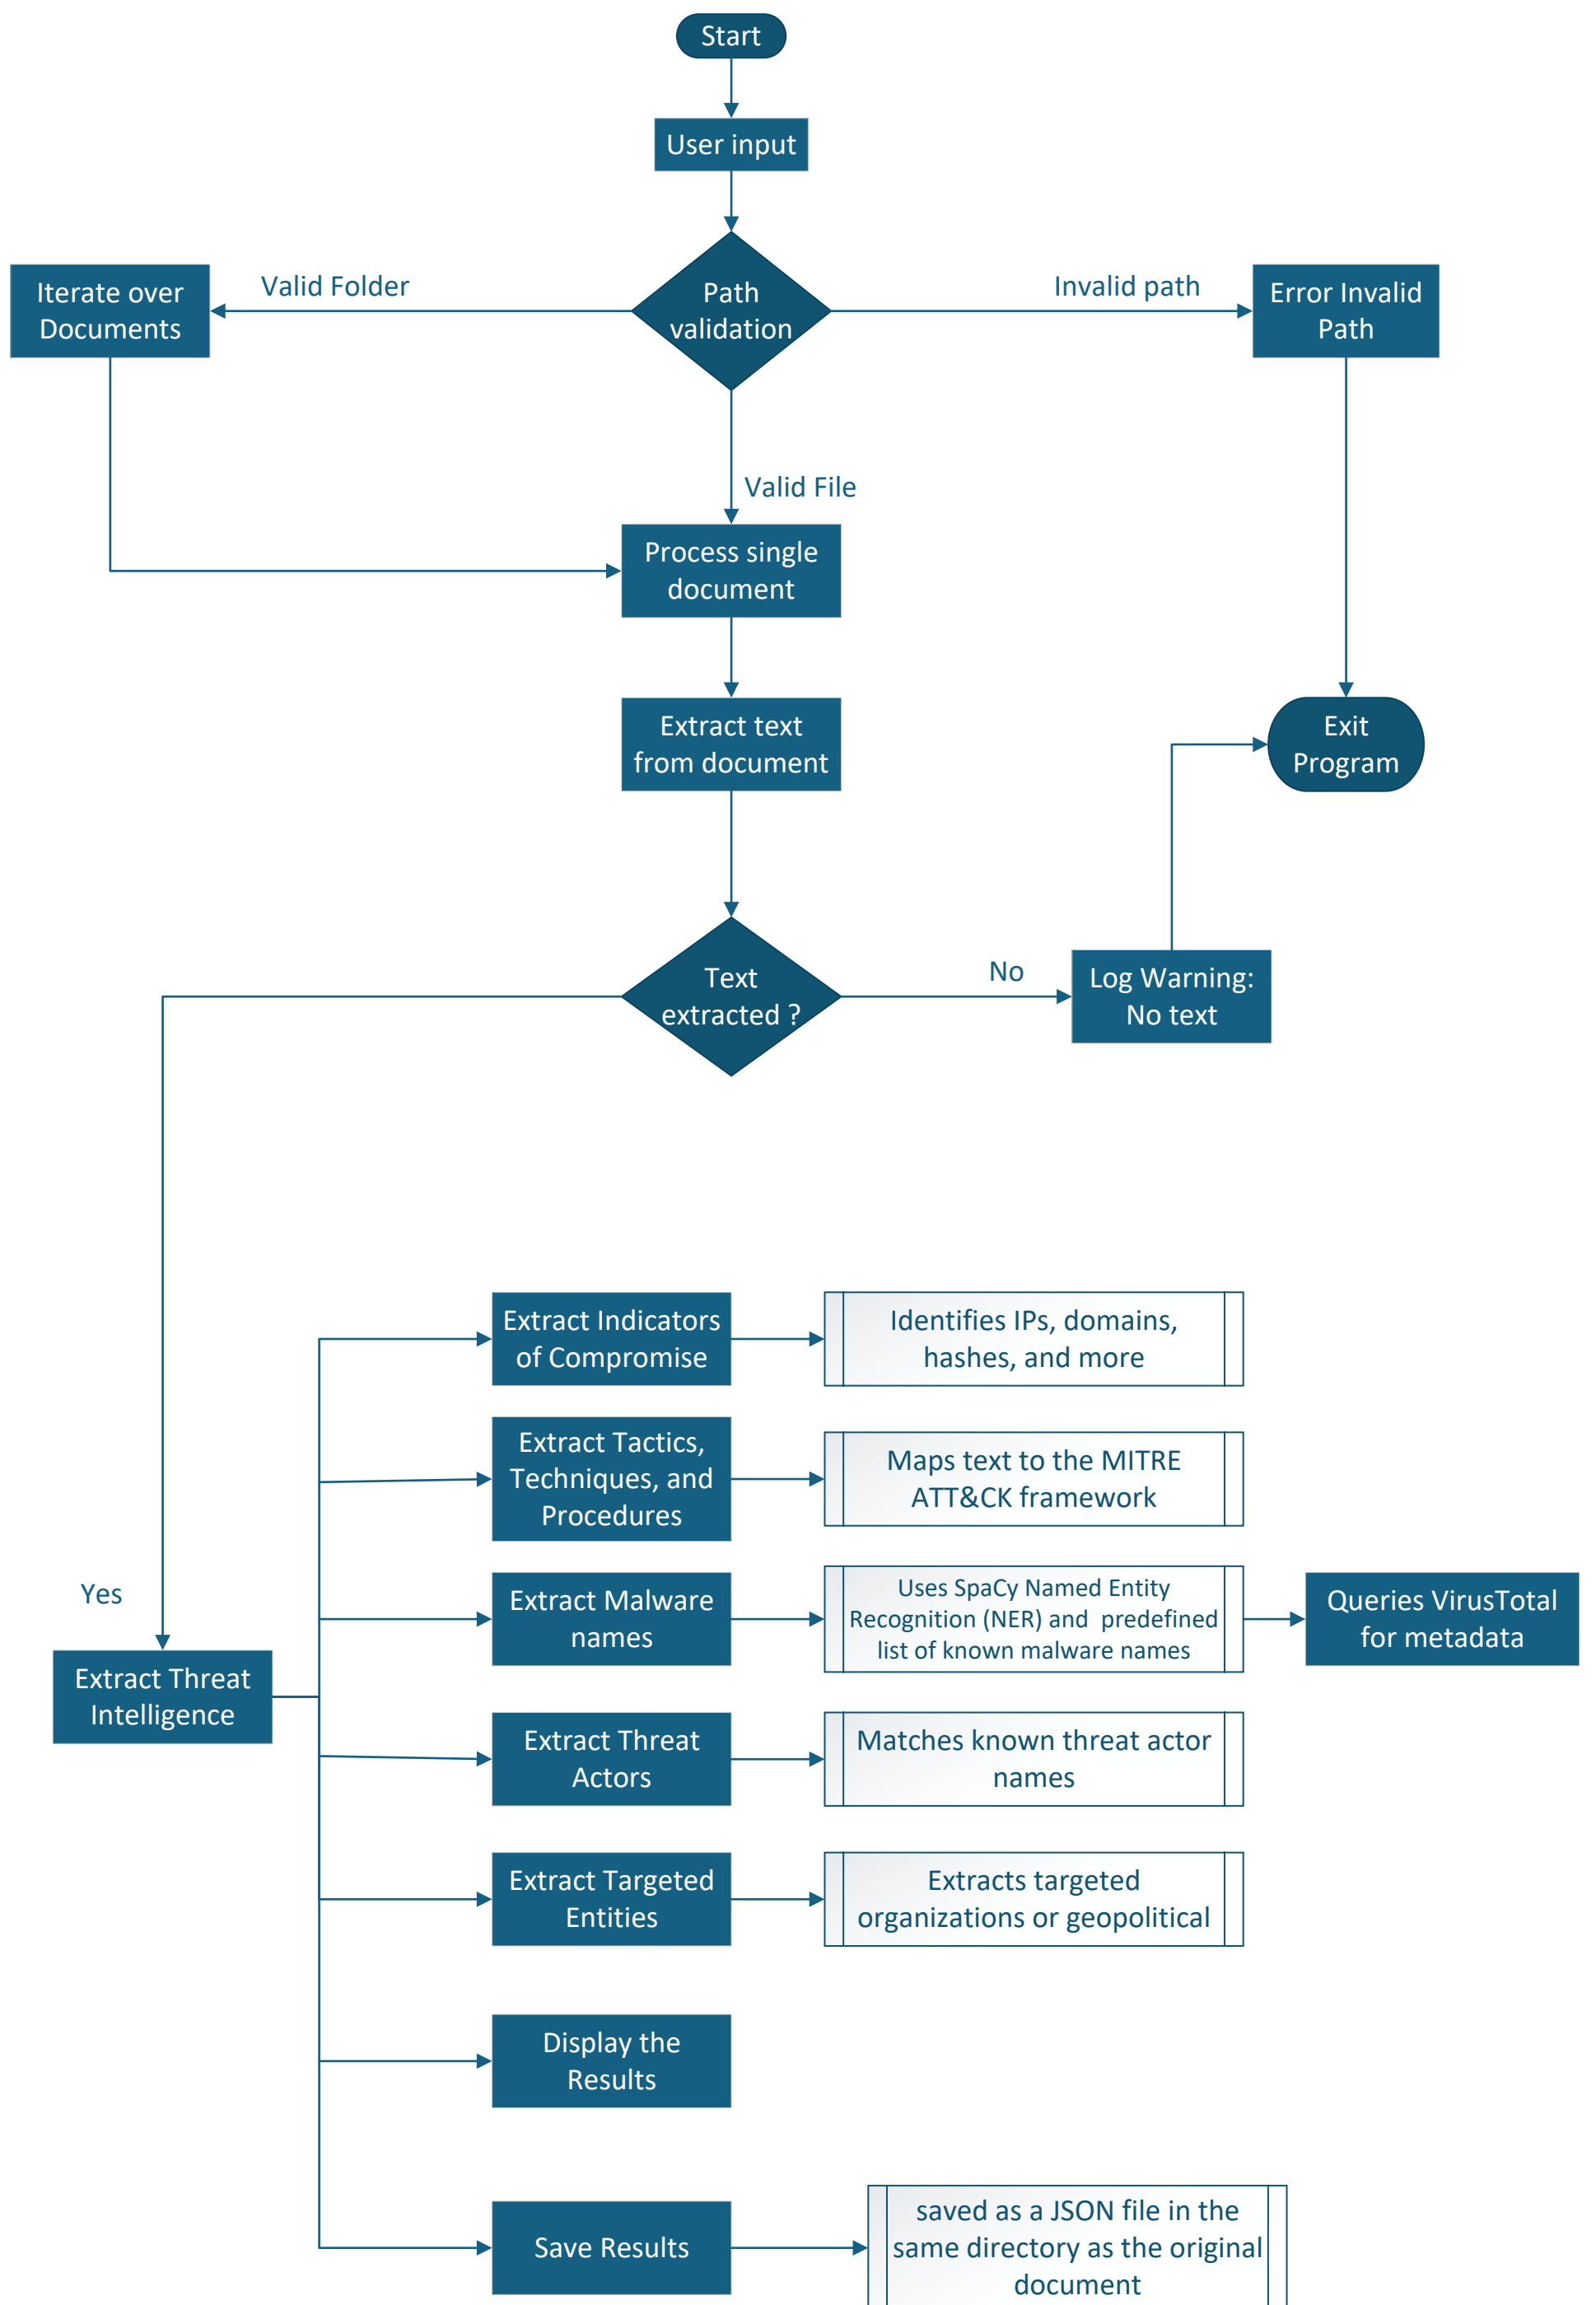 Start
User input
Valid Folder
Invalid path
Iterate over
Documents
Path
validation
Error Invalid
Path
Valid File
Process single
document
Extract text
from document
Exit
Program
Text
extracted ?
No
Log Warning:
No text
Extract Indicators
of Compromise
Identifies IPs, domains,
hashes, and more
Extract Tactics,
Techniques, and
Procedures
Maps text to the MITRE
ATT&CK framework
Yes
Extract Malware
names
Uses SpaCy Named Entity
Recognition (NER) and  predefined
list of known malware names
Queries VirusTotal
for metadata
Extract Threat
Intelligence
Extract Threat
Actors
Matches known threat actor
names
Extract Targeted
Entities
Extracts targeted
organizations or geopolitical
Display the
Results
Save Results
saved as a JSON file in the
same directory as the original
document